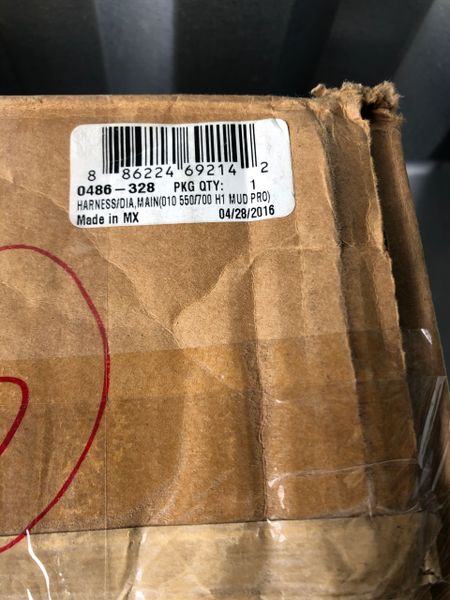 8 86224 69214 2
0486-328 PKG QTY: 1
HARNESS/DIA,MAIN(010 550/700 H1 MUD PRO)
Made in MX 04/28/2016